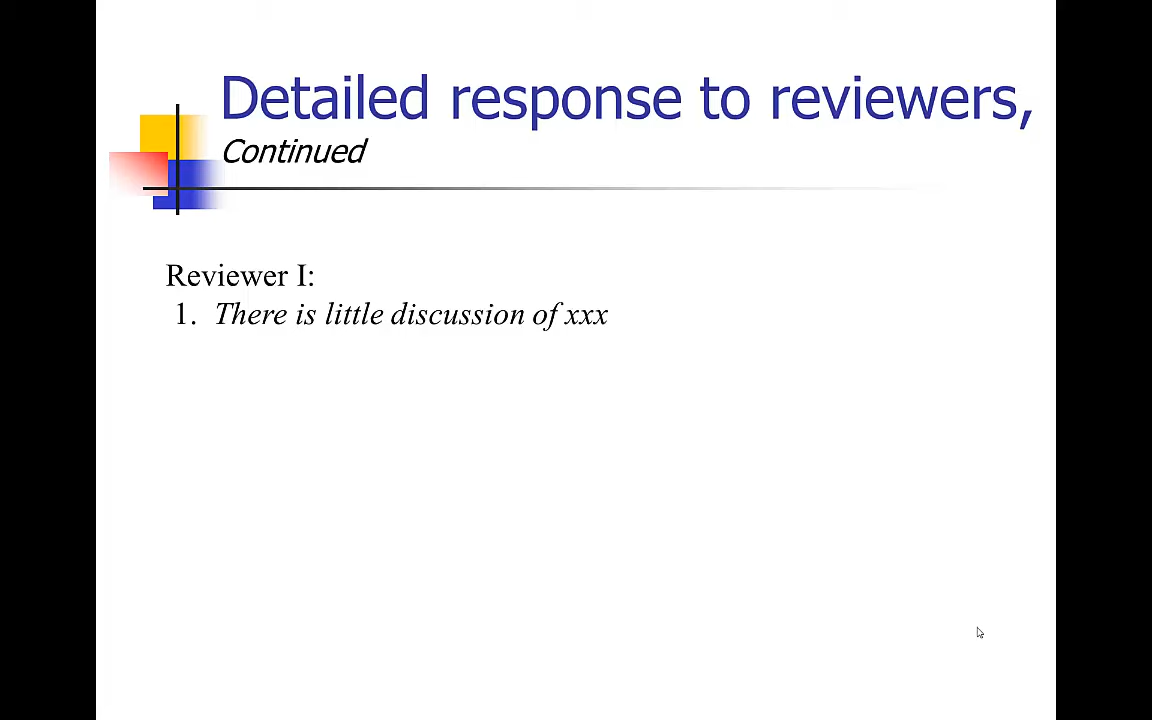 Detailed response to reviewers,
Continued
Reviewer I:
1. There is little discussion of xxx